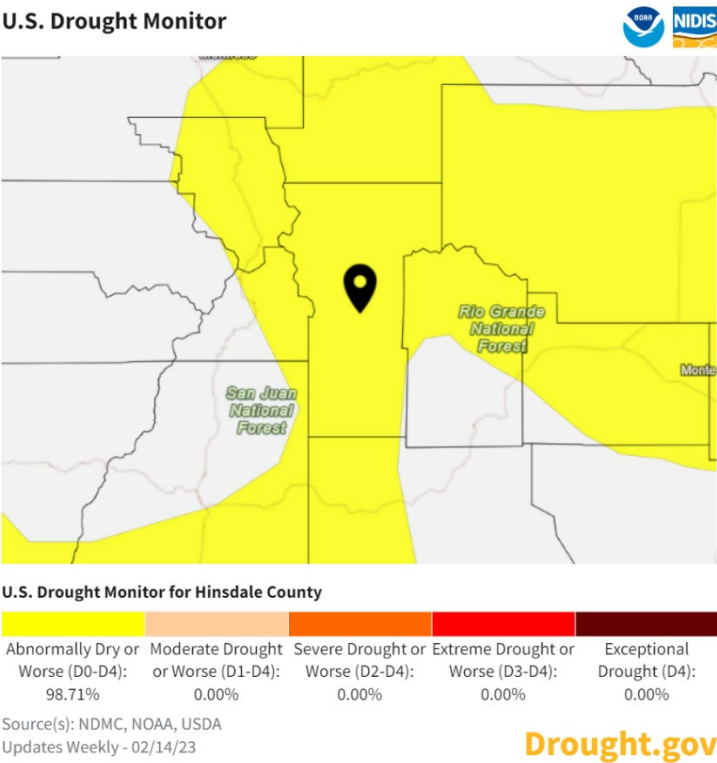 U.S. Drought Monitor
NOAA
NIDIS
Montrose
Rio Grande
National
Forest
Monte
San Juan
National
Forest
U.S. Drought Monitor for Hinsdale County
Abnormally Dry or
Worse (D0-D4):
98.71%
Moderate Drought
or Worse (D1-D4):
0.00%
Severe Drought or
Worse (D2-D4):
0.00%
Extreme Drought or
Worse (D3-D4):
0.00%
Exceptional
Drought (D4):
0.00%
Source(s): NDMC, NOAA, USDA
Updates Weekly - 02/14/23
Drought.gov